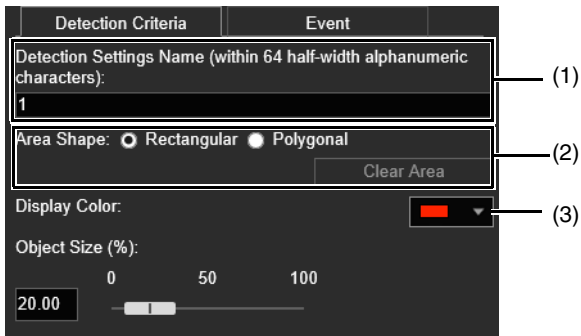 Detection Criteria Event
Detection Settings Name (within 64 half-width alphanumeric
characters):
(1)
1
Area Shape: Rectangular Polygonal
(2)
Clear Area
Display Color:
(3)
Object Size (%):
0 50 100
20.00